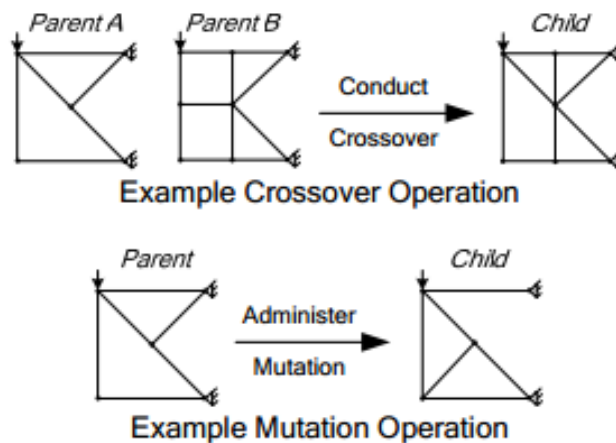 Parent A
Parent B
Child
Conduct
Crossover
Example Crossover Operation
Parent
Child
Administer
Mutation
Example Mutation Operation